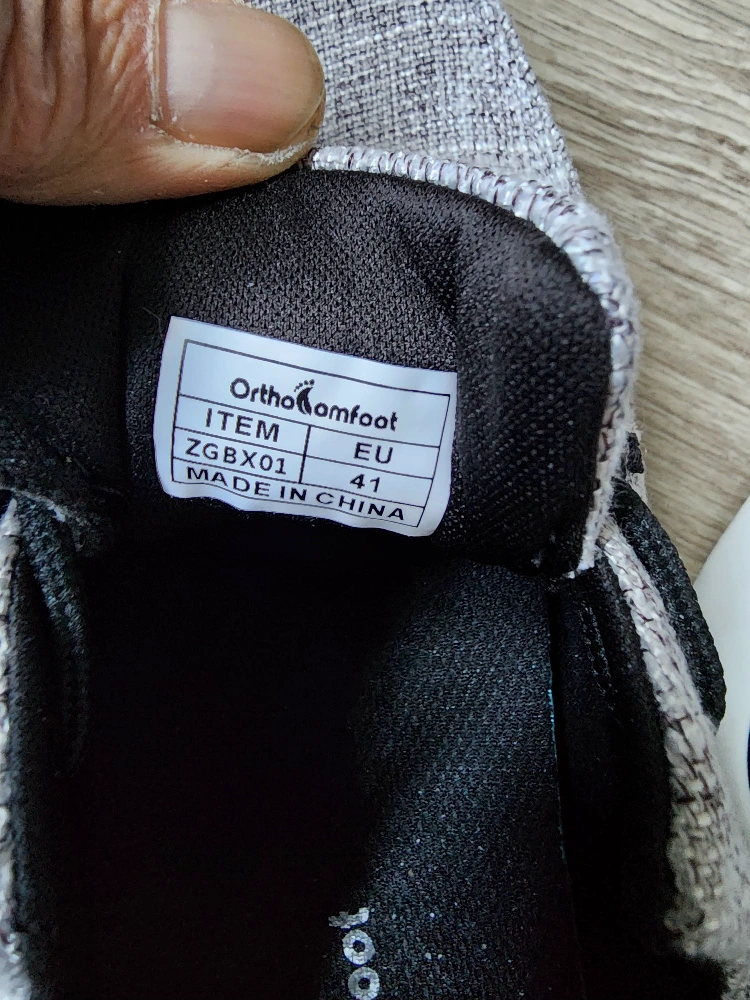 OrthoComfoot
ITEM EU
ZGBX01 41
MADE IN CHINA